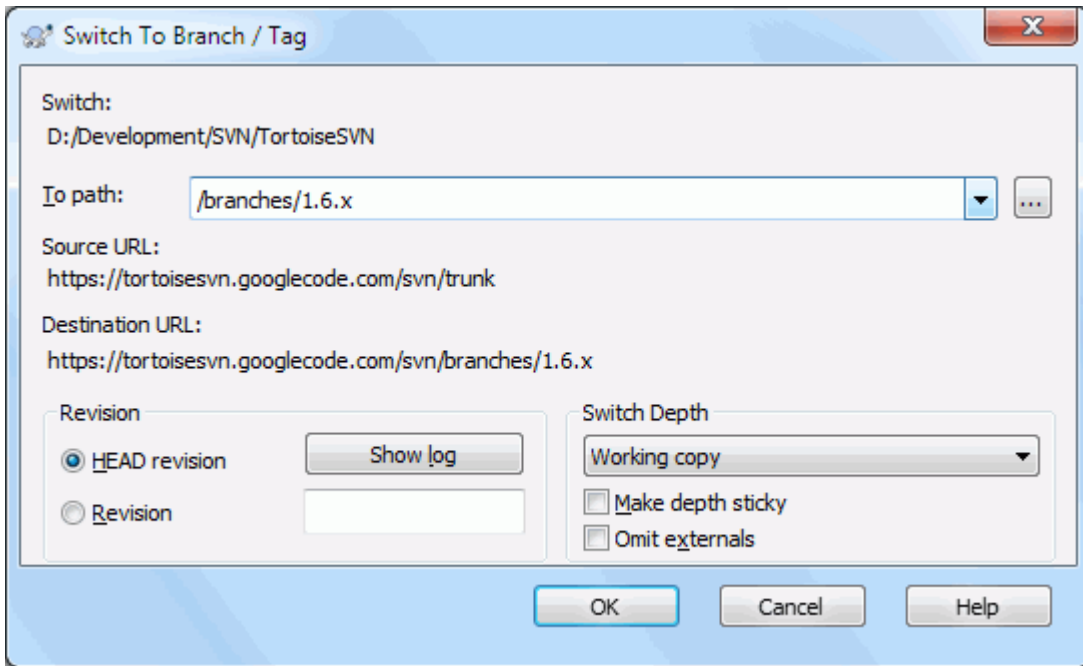 Switch To Branch / Tag
Switch:
D:/Development/SVN/TortoiseSVN
To path:
/branches/1.6.x
...
Source URL:
https://tortoisesvn.googlecode.com/svn/trunk
Destination URL:
https://tortoisesvn.googlecode.com/svn/branches/1.6.x
Revision
HEAD revision
Show log
Revision
Switch Depth
Working copy
Make depth sticky
Omit externals
OK
Cancel
Help